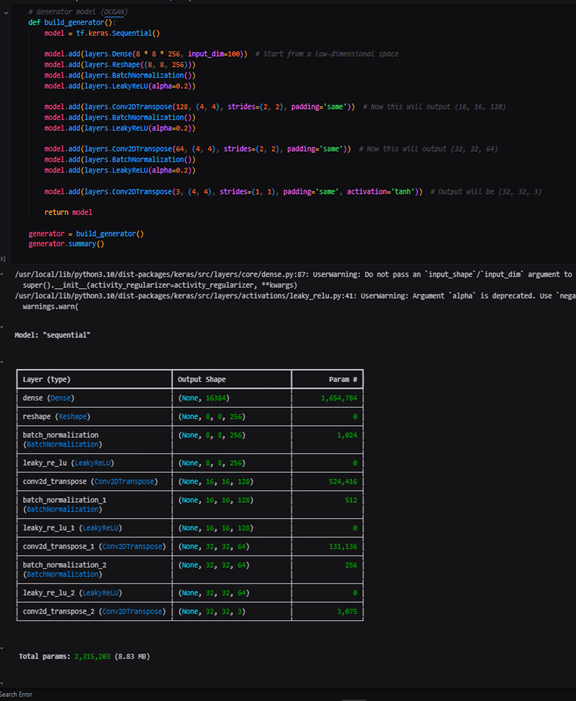 # Generator model (DCGAN)
def build_generator():
model = tf.keras.Sequential()
model.add(layers.Dense(8 * 8 * 256, input_dim=100))  # Start from a low-dimensional space
model.add(layers.Reshape((8, 8, 256)))
model.add(layers.BatchNormalization())
model.add(layers.LeakyReLU(alpha=0.2))
model.add(layers.Conv2DTranspose(128, (4, 4), strides=(2, 2), padding='same'))  # Now this will output (16, 16, 128)
model.add(layers.BatchNormalization())
model.add(layers.LeakyReLU(alpha=0.2))
model.add(layers.Conv2DTranspose(64, (4, 4), strides=(2, 2), padding='same'))  # Now this will output (32, 32, 64)
model.add(layers.BatchNormalization())
model.add(layers.LeakyReLU(alpha=0.2))
model.add(layers.Conv2DTranspose(3, (4, 4), strides=(1, 1), padding='same', activation='tanh'))  # Output will be (32, 32, 3)
return model
generator = build_generator()
generator.summary()
/usr/local/lib/python3.10/dist-packages/keras/src/layers/core/dense.py:87: UserWarning: Do not pass an `input_shape`/`input_dim` argument to
super().__init__(activity_regularizer=activity_regularizer, **kwargs)
/usr/local/lib/python3.10/dist-packages/keras/src/layers/activations/leaky_relu.py:41: UserWarning: Argument `alpha` is deprecated. Use `nega
warnings.warn(
Model: "sequential"
Layer (type) Output Shape Param #
dense (Dense) (None, 16384) 1,654,784
reshape (Reshape) (None, 8, 8, 256) 0
batch_normalization (None, 8, 8, 256) 1,024
(BatchNormalization)
leaky_re_lu (LeakyReLU) (None, 8, 8, 256) 0
conv2d_transpose (Conv2DTranspose) (None, 16, 16, 128) 524,416
batch_normalization_1 (None, 16, 16, 128) 512
(BatchNormalization)
leaky_re_lu_1 (LeakyReLU) (None, 16, 16, 128) 0
conv2d_transpose_1 (Conv2DTranspose) (None, 32, 32, 64) 131,136
batch_normalization_2 (None, 32, 32, 64) 256
(BatchNormalization)
leaky_re_lu_2 (LeakyReLU) (None, 32, 32, 64) 0
conv2d_transpose_2 (Conv2DTranspose) (None, 32, 32, 3) 3,075
Total params: 2,315,203 (8.83 MB)
Search Error